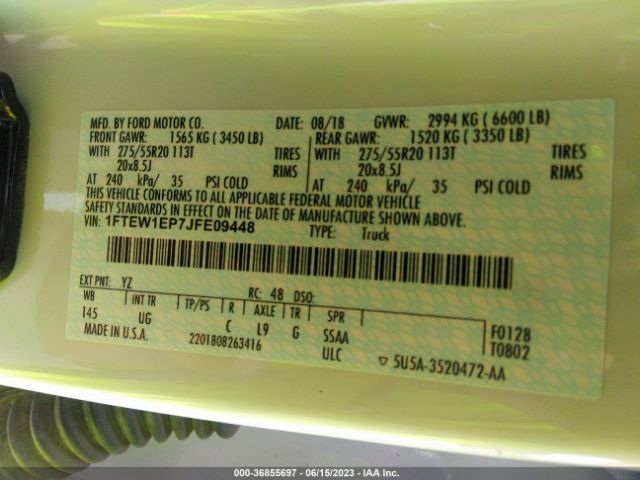 MFD. BY FORD MOTOR CO. DATE: 08/18 GVWR: 2994 KG ( 6600 LB)
FRONT GAWR: 1565 KG ( 3450 LB) REAR GAWR: 1520 KG ( 3350 LB)
WITH 275/55R20 113T TIRES WITH 275/55R20 113T TIRES
20x8.5J RIMS 20x8.5J RIMS
AT 240 kPa/ 35 PSI COLD AT 240 kPa/ 35 PSI COLD
THIS VEHICLE CONFORMS TO ALL APPLICABLE FEDERAL MOTOR VEHICLE
SAFETY STANDARDS IN EFFECT ON THE DATE OF MANUFACTURE SHOWN ABOVE.
VIN: 1FTEW1EP7JFE09448 TYPE: Truck
EXT PNT: YZ RC: 48 DSO:
WB INT TR TP/PS R AXLE TR SPR
145 UG C L9 G SSAA F0128
MADE IN U.S.A. 2201808263416 ULC T0802
▽ 5U5A-3520472-AA
000-36855697 - 06/15/2023 - IAA Inc.